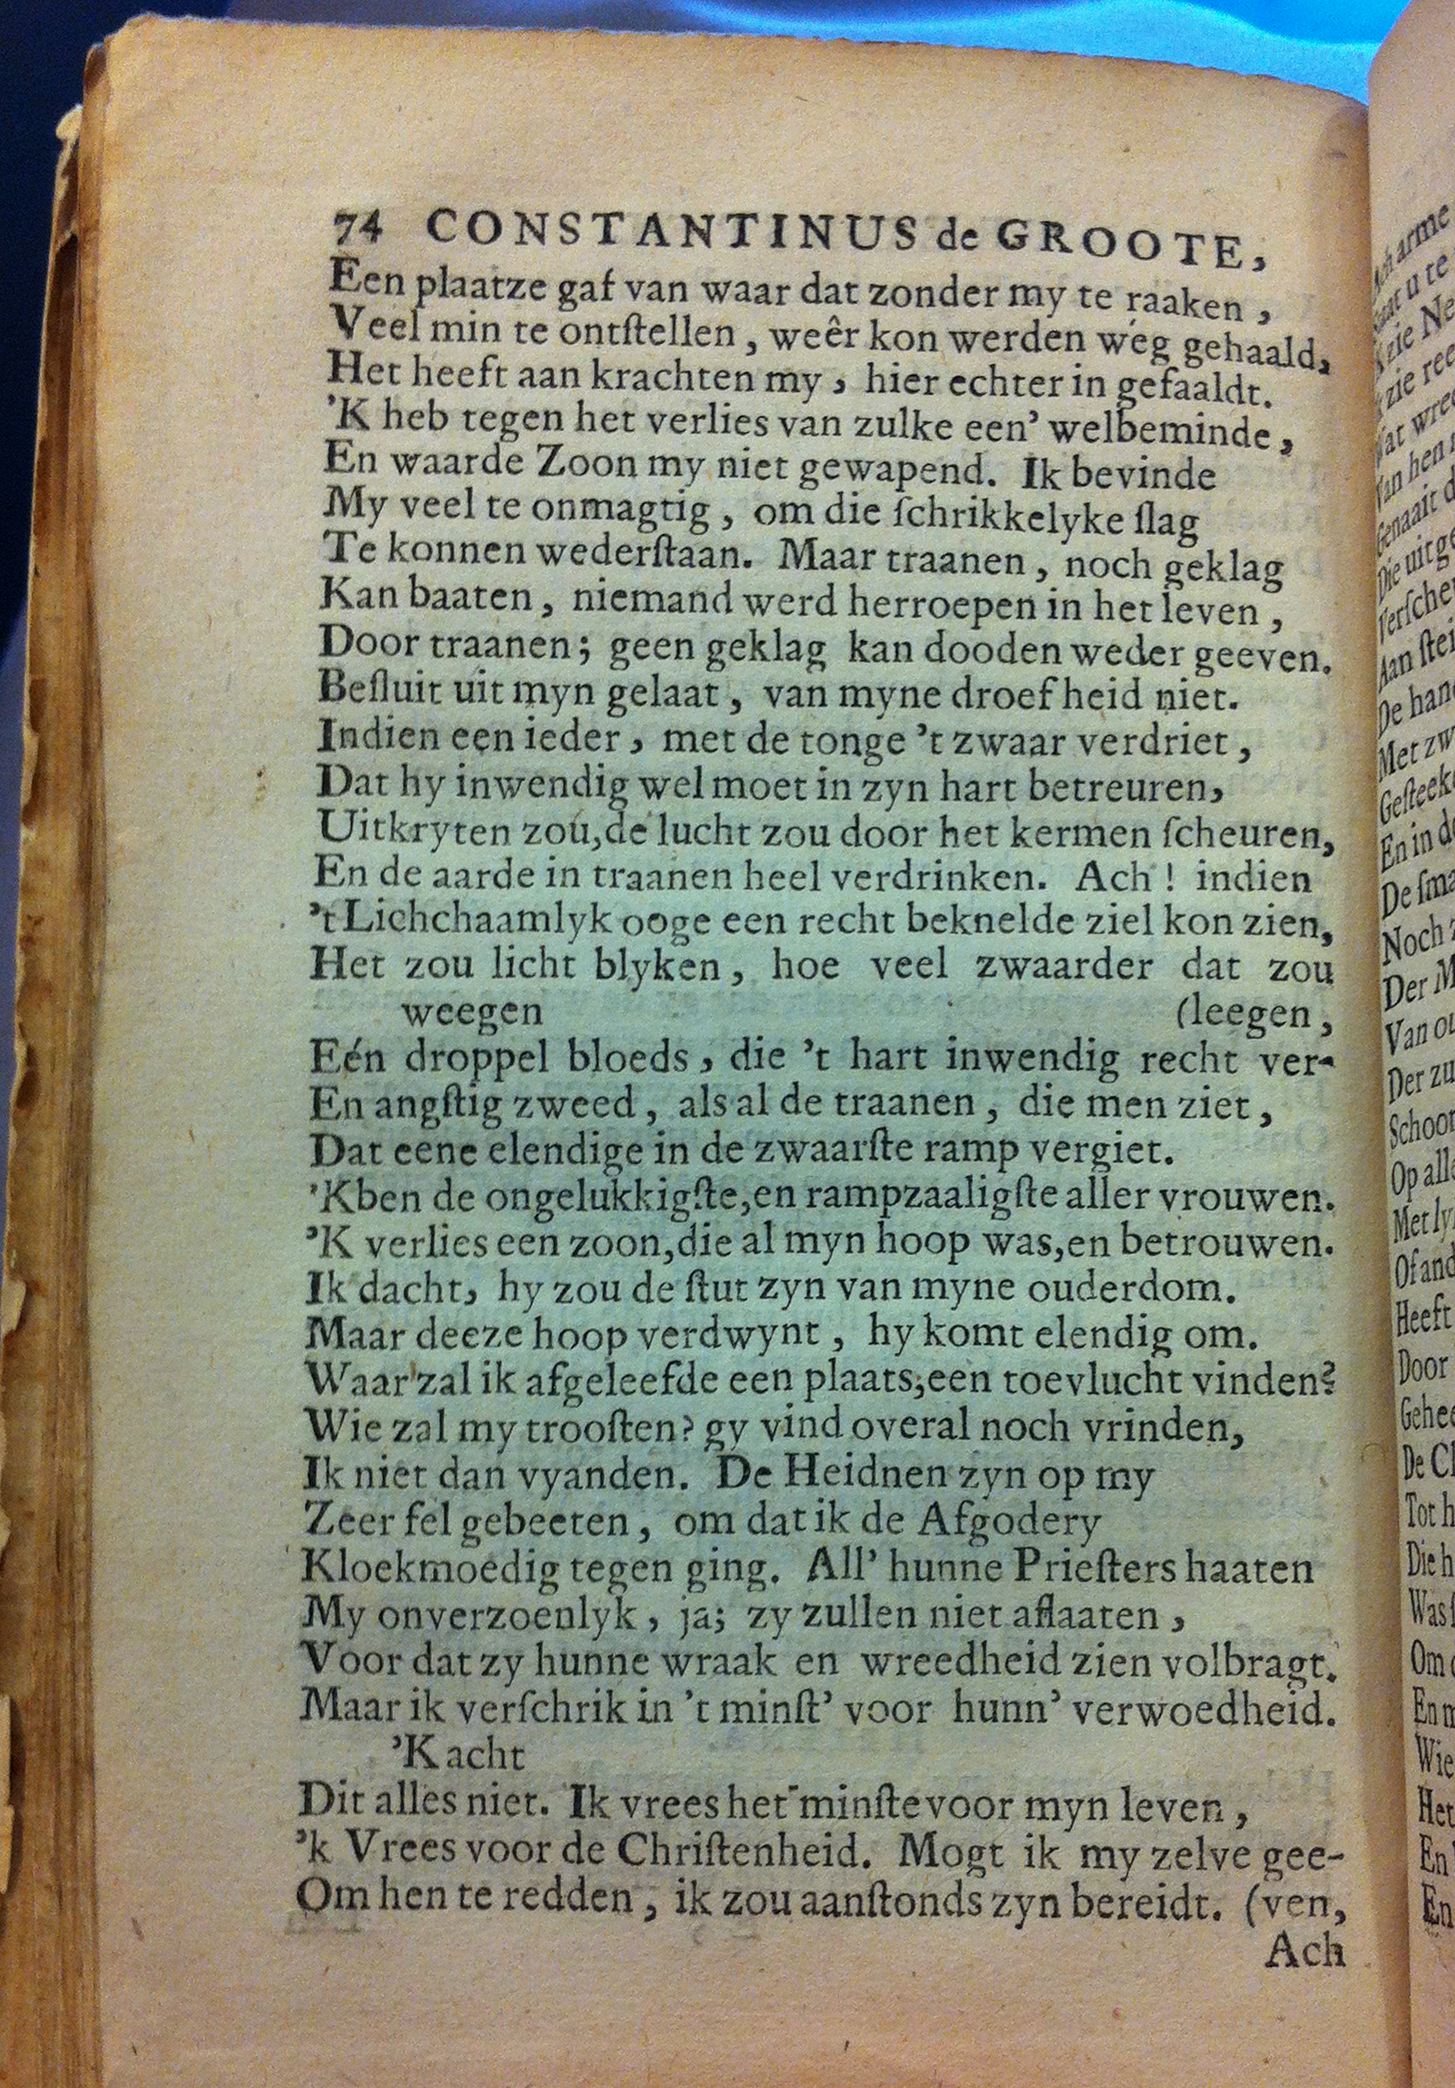 74 CONSTANTINUS de GROOTE,
Een plaatze gaf van waar dat zonder my te raaken,
Veel min te ontſtellen, weêr kon werden weg gehaald,
Het heeft aan krachten my, hier echter in gefaaldt.
'K heb tegen het verlies van zulke een' welbeminde,
En waarde Zoon my niet gewapend. Ik bevinde
My veel te onmagtig, om die ſchrikkelyke ſlag
Te konnen wederſtaan. Maar traanen, noch geklag
Kan baaten, niemand werd herroepen in het leven,
Door traanen; geen geklag kan dooden weder geeven.
Beſluit uit myn gelaat, van myne droefheid niet.
Indien een ieder, met de tonge 't zwaar verdriet,
Dat hy inwendig wel moet in zyn hart betreuren,
Uitkryten zou, de lucht zou door het kermen ſcheuren,
En de aarde in traanen heel verdrinken. Ach! indien
't Lichchaamlyk ooge een recht beknelde ziel kon zien,
Het zou licht blyken, hoe veel zwaarder dat zou
weegen (leegen,
Eén droppel bloeds, die 't hart inwendig recht ver-
En angſtig zweed, als al de traanen, die men ziet,
Dat eene elendige in de zwaarſte ramp vergiet.
'Kben de ongelukkigſte, en rampzaaligſte aller vrouwen.
'K verlies een zoon, die al myn hoop was, en betrouwen.
Ik dacht, hy zou de ſtut zyn van myne ouderdom.
Maar deeze hoop verdwynt, hy komt elendig om.
Waar zal ik afgeleefde een plaats, een toevlucht vinden?
Wie zal my trooſten? gy vind overal noch vrinden,
Ik niet dan vyanden. De Heidnen zyn op my
Zeer fel gebeeten, om dat ik de Afgodery
Kloekmoedig tegen ging. All' hunne Prieſters haaten
My onverzoenlyk, ja; zy zullen niet aflaaten,
Voor dat zy hunne wraak en wreedheid zien volbragt.
Maar ik verſchrik in 't minſt' voor hunn' verwoedheid.
'K acht
Dit alles niet. Ik vrees het minſte voor myn leven,
'k Vrees voor de Chriſtenheid. Mogt ik my zelve gee-
Om hen te redden, ik zou aanſtonds zyn bereidt. (ven,
Ach